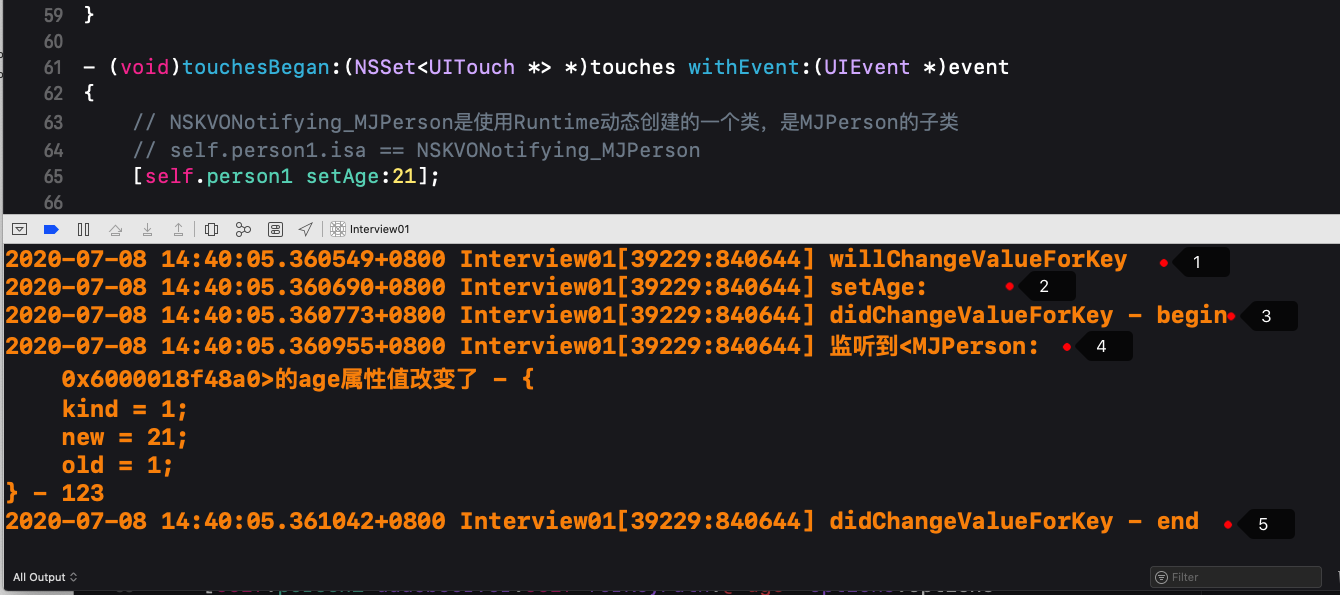 59 }
60
61 - (void)touchesBegan:(NSSet<UITouch *> *)touches withEvent:(UIEvent *)event
62 {
63 // NSKVONotifying_MJPerson是使用Runtime动态创建的一个类，是MJPerson的子类
64 // self.person1.isa == NSKVONotifying_MJPerson
65 [self.person1 setAge:21];
66
Interview01
2020-07-08 14:40:05.360549+0800 Interview01[39229:840644] willChangeValueForKey 1
2020-07-08 14:40:05.360690+0800 Interview01[39229:840644] setAge: 2
2020-07-08 14:40:05.360773+0800 Interview01[39229:840644] didChangeValueForKey - begin 3
2020-07-08 14:40:05.360955+0800 Interview01[39229:840644] 监听到<MJPerson: 4
0x6000018f48a0>的age属性值改变了 - {
kind = 1;
new = 21;
old = 1;
} - 123
2020-07-08 14:40:05.361042+0800 Interview01[39229:840644] didChangeValueForKey - end 5
All Output
Filter